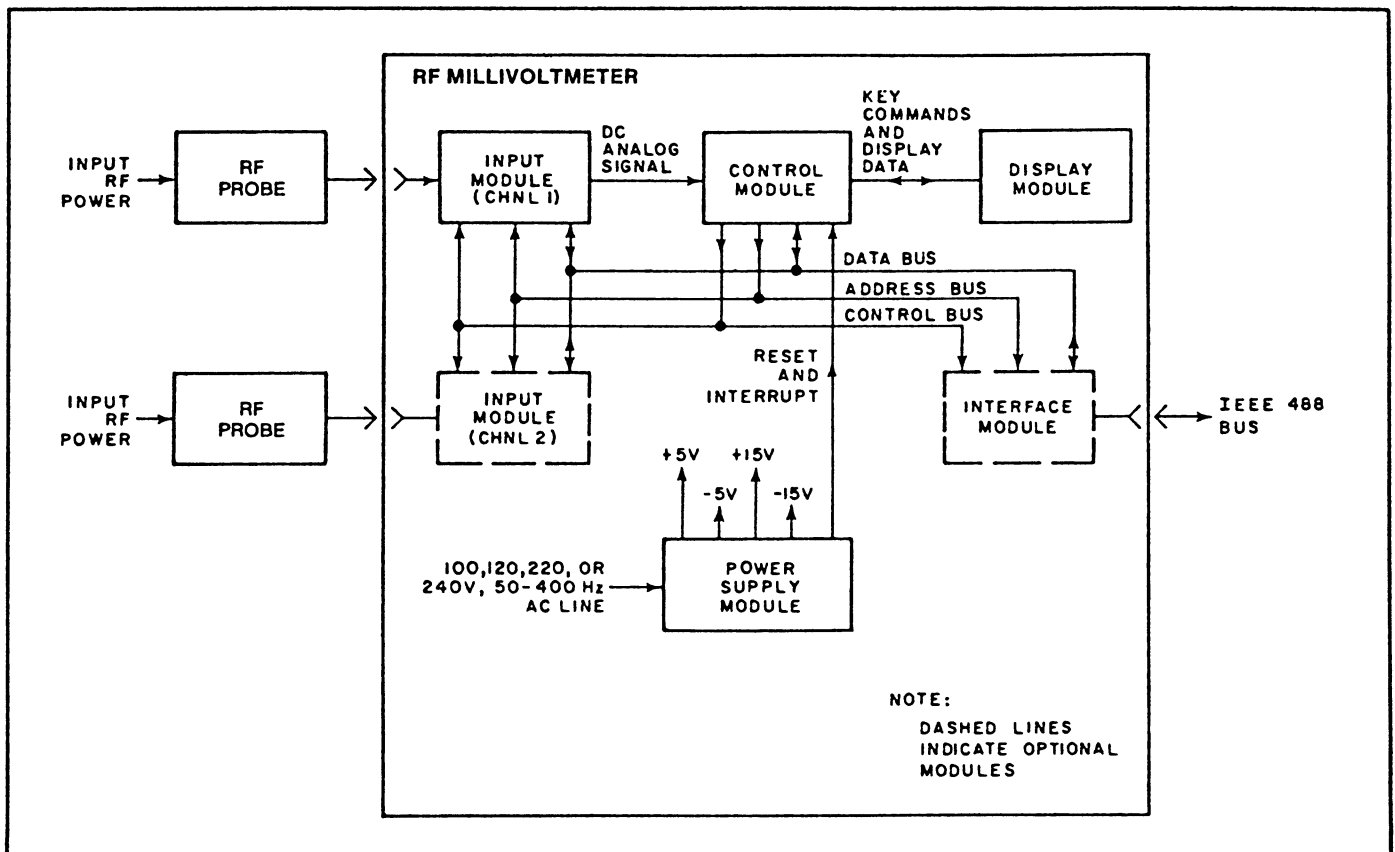 RF MILLIVOLTMETER
INPUT
RF
POWER
RF
PROBE
INPUT
MODULE
(CHNL 1)
DC
ANALOG
SIGNAL
CONTROL
MODULE
KEY
COMMANDS
AND
DISPLAY
DATA
DISPLAY
MODULE
DATA BUS
ADDRESS BUS
CONTROL BUS
INPUT
RF
POWER
RF
PROBE
INPUT
MODULE
(CHNL 2)
RESET
AND
INTERRUPT
INTERFACE
MODULE
IEEE 488
BUS
+5V
+15V
-5V
-15V
100,120,220, OR
240V, 50-400 Hz
AC LINE
POWER
SUPPLY
MODULE
NOTE:
DASHED LINES
INDICATE OPTIONAL
MODULES